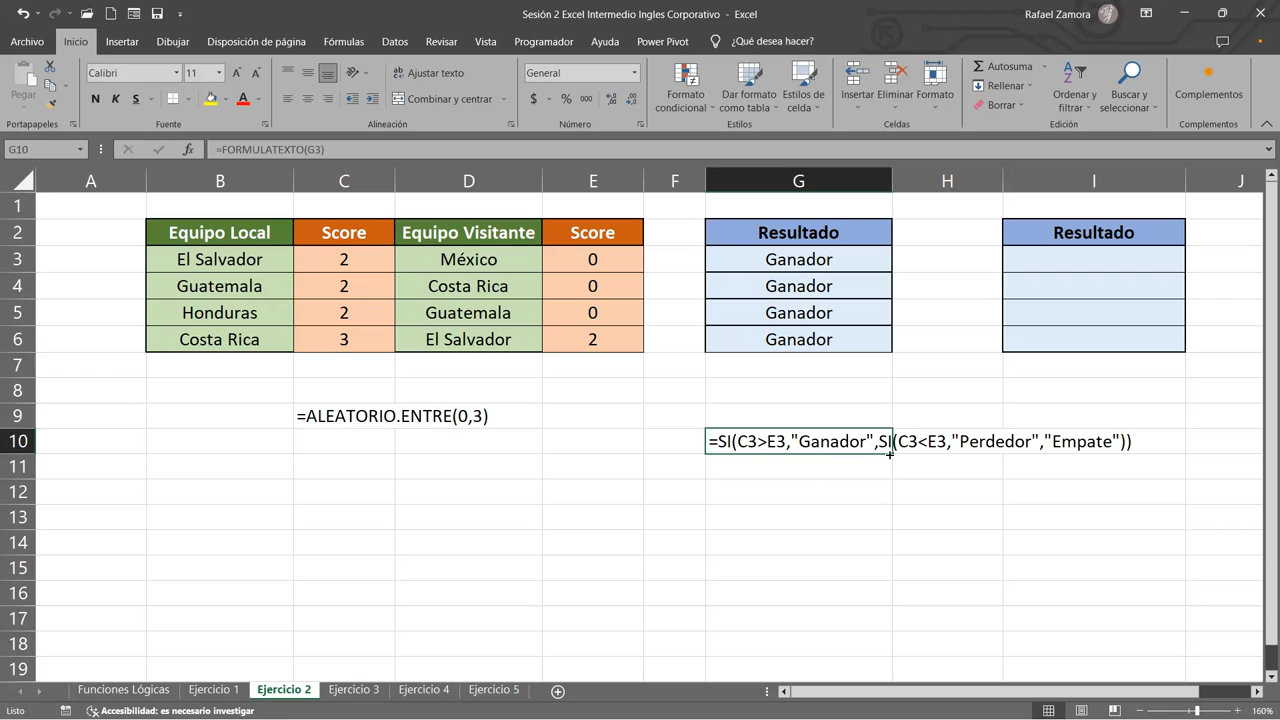 Sesión 2 Excel Intermedio Ingles Corporativo - Excel
Rafael Zamora
Archivo Inicio Insertar Dibujar Disposición de página Fórmulas Datos Revisar Vista Programador Ayuda Power Pivot ¿Qué desea hacer?
Pegar
Calibri 11
N K S
Ajustar texto
Combinar y centrar
General
$ % 000
Formato condicional
Dar formato como tabla
Estilos de celda
Insertar Eliminar Formato
Autosuma
Rellenar
Borrar
Ordenar y filtrar
Buscar y seleccionar
Complementos
Portapapeles Fuente Alineación Número Estilos Celdas Edición Complementos
G10 fx =FORMULATEXTO(G3)
A B C D E F G H I J
1
2 Equipo Local Score Equipo Visitante Score Resultado Resultado
3 El Salvador 2 México 0 Ganador
4 Guatemala 2 Costa Rica 0 Ganador
5 Honduras 2 Guatemala 0 Ganador
6 Costa Rica 3 El Salvador 2 Ganador
7
8
9 =ALEATORIO.ENTRE(0,3)
10 =SI(C3>E3,"Ganador",SI(C3<E3,"Perdedor","Empate"))
11
12
13
14
15
16
17
18
19
Funciones Lógicas Ejercicio 1 Ejercicio 2 Ejercicio 3 Ejercicio 4 Ejercicio 5
Listo Accesibilidad: es necesario investigar 160%